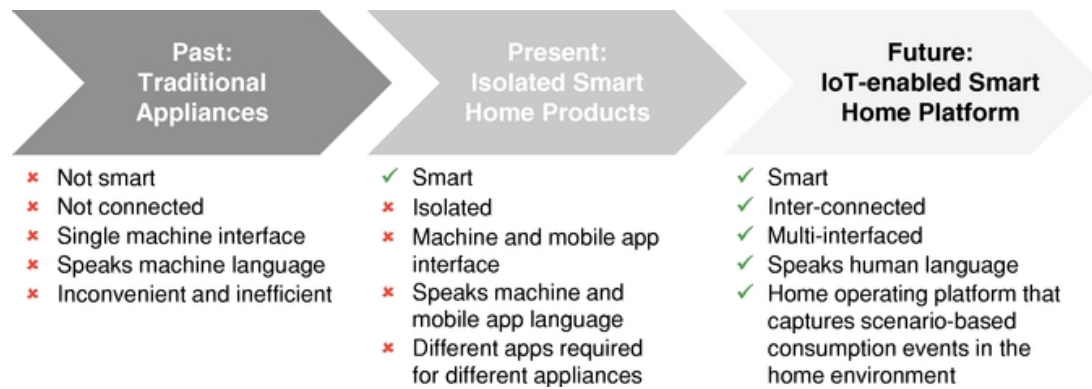 Past:
Traditional
Appliances
Not smart
Not connected
Single machine interface
Speaks machine language
Inconvenient and inefficient
Present:
Isolated Smart
Home Products
Smart
Isolated
Machine and mobile app
interface
Speaks machine and
mobile app language
Different apps required
for different appliances
Future:
IoT-enabled Smart
Home Platform
Smart
Inter-connected
Multi-interfaced
Speaks human language
Home operating platform that
captures scenario-based
consumption events in the
home environment